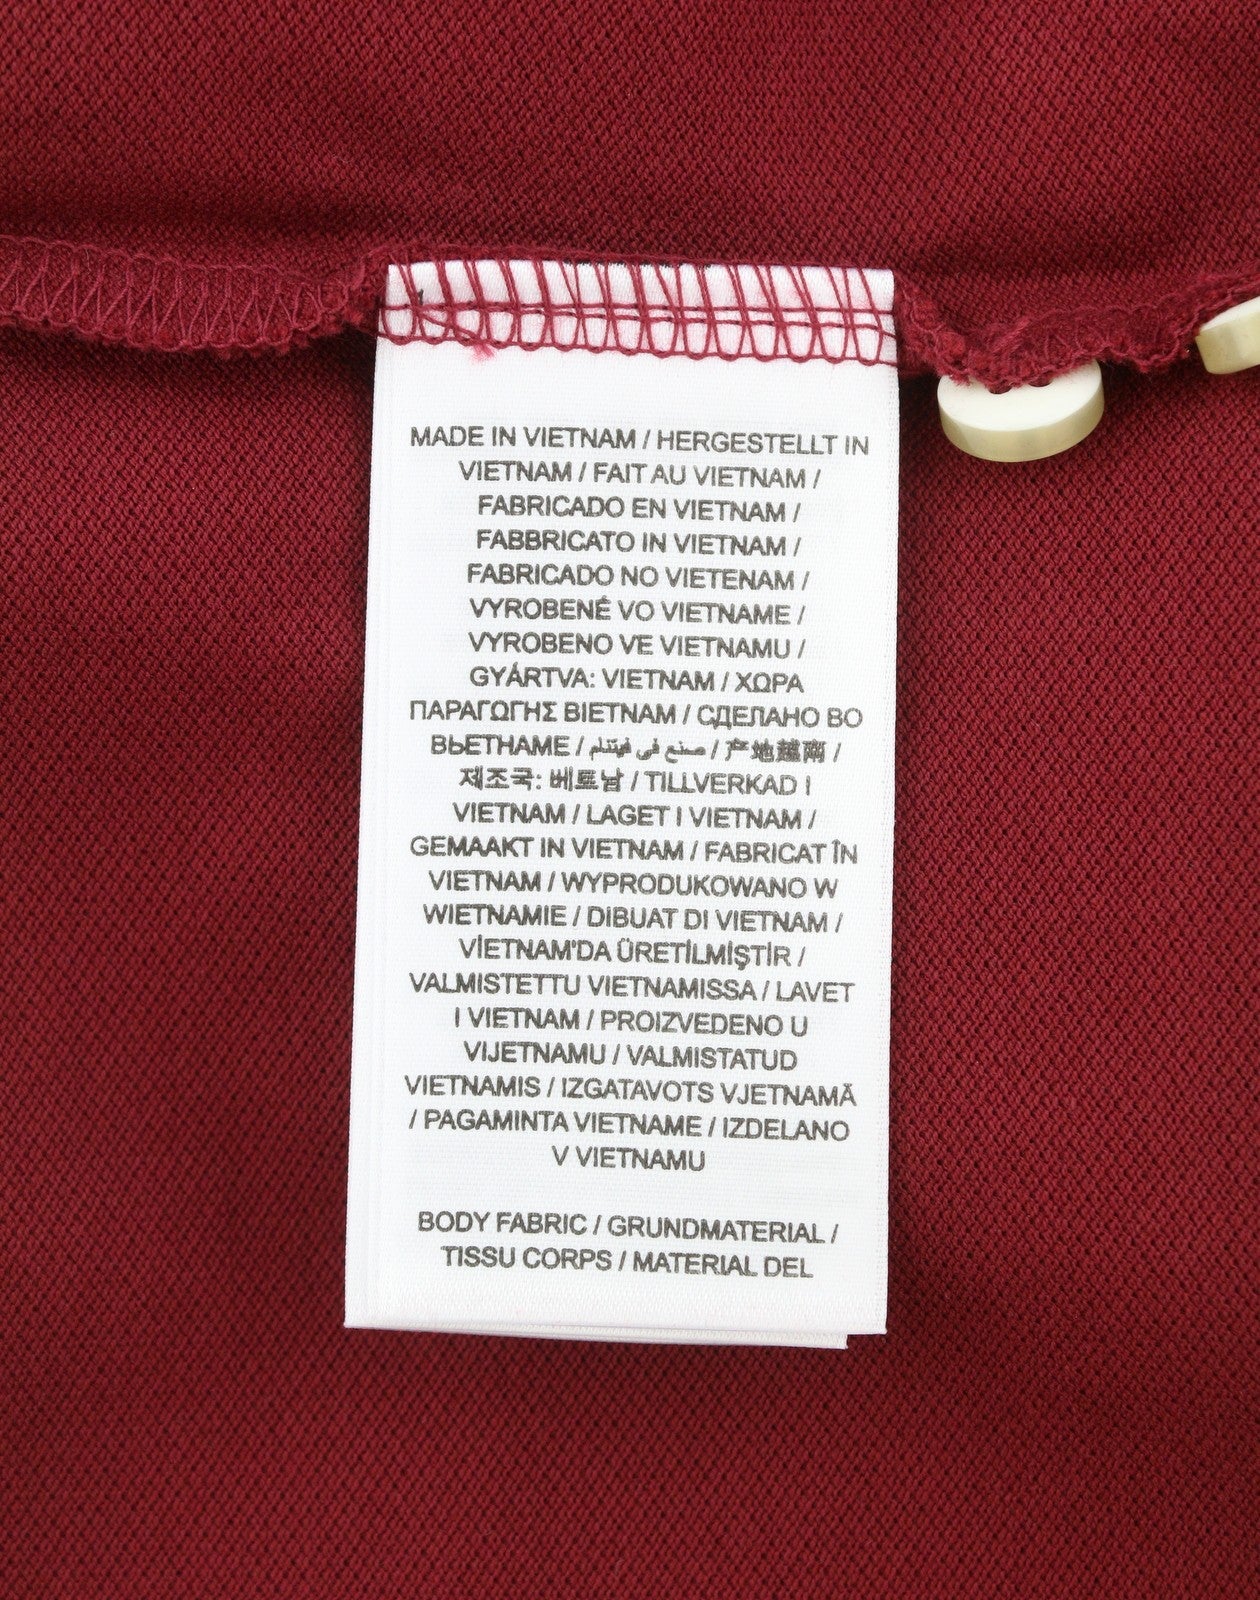 MADE IN VIETNAM / HERGESTELLT IN
VIETNAM / FAIT AU VIETNAM /
FABRICADO EN VIETNAM /
FABBRICATO IN VIETNAM /
FABRICADO NO VIETENAM /
VYROBENÉ VO VIETNAME /
VYROBENO VE VIETNAMU /
GYÁRTVA: VIETNAM / ΧΩΡΑ
ΠΑΡΑΓΩΓΗΣ ΒΙΕΤNAM / СДЕЛАНО ВО
ВЬЕТНАМЕ / صنع في فيتنام / 产地越南 /
제조국: 베트남 / TILLVERKAD I
VIETNAM / LAGET I VIETNAM /
GEMAAKT IN VIETNAM / FABRICAT ÎN
VIETNAM / WYPRODUKOWANO W
WIETNAMIE / DIBUAT DI VIETNAM /
VİETNAM'DA ÜRETİLMİŞTİR /
VALMISTETTU VIETNAMISSA / LAVET
I VIETNAM / PROIZVEDENO U
VIJETNAMU / VALMISTATUD
VIETNAMIS / IZGATAVOTS VJETNAMĀ
/ PAGAMINTA VIETNAME / IZDELANO
V VIETNAMU
BODY FABRIC / GRUNDMATERIAL /
TISSU CORPS / MATERIAL DEL